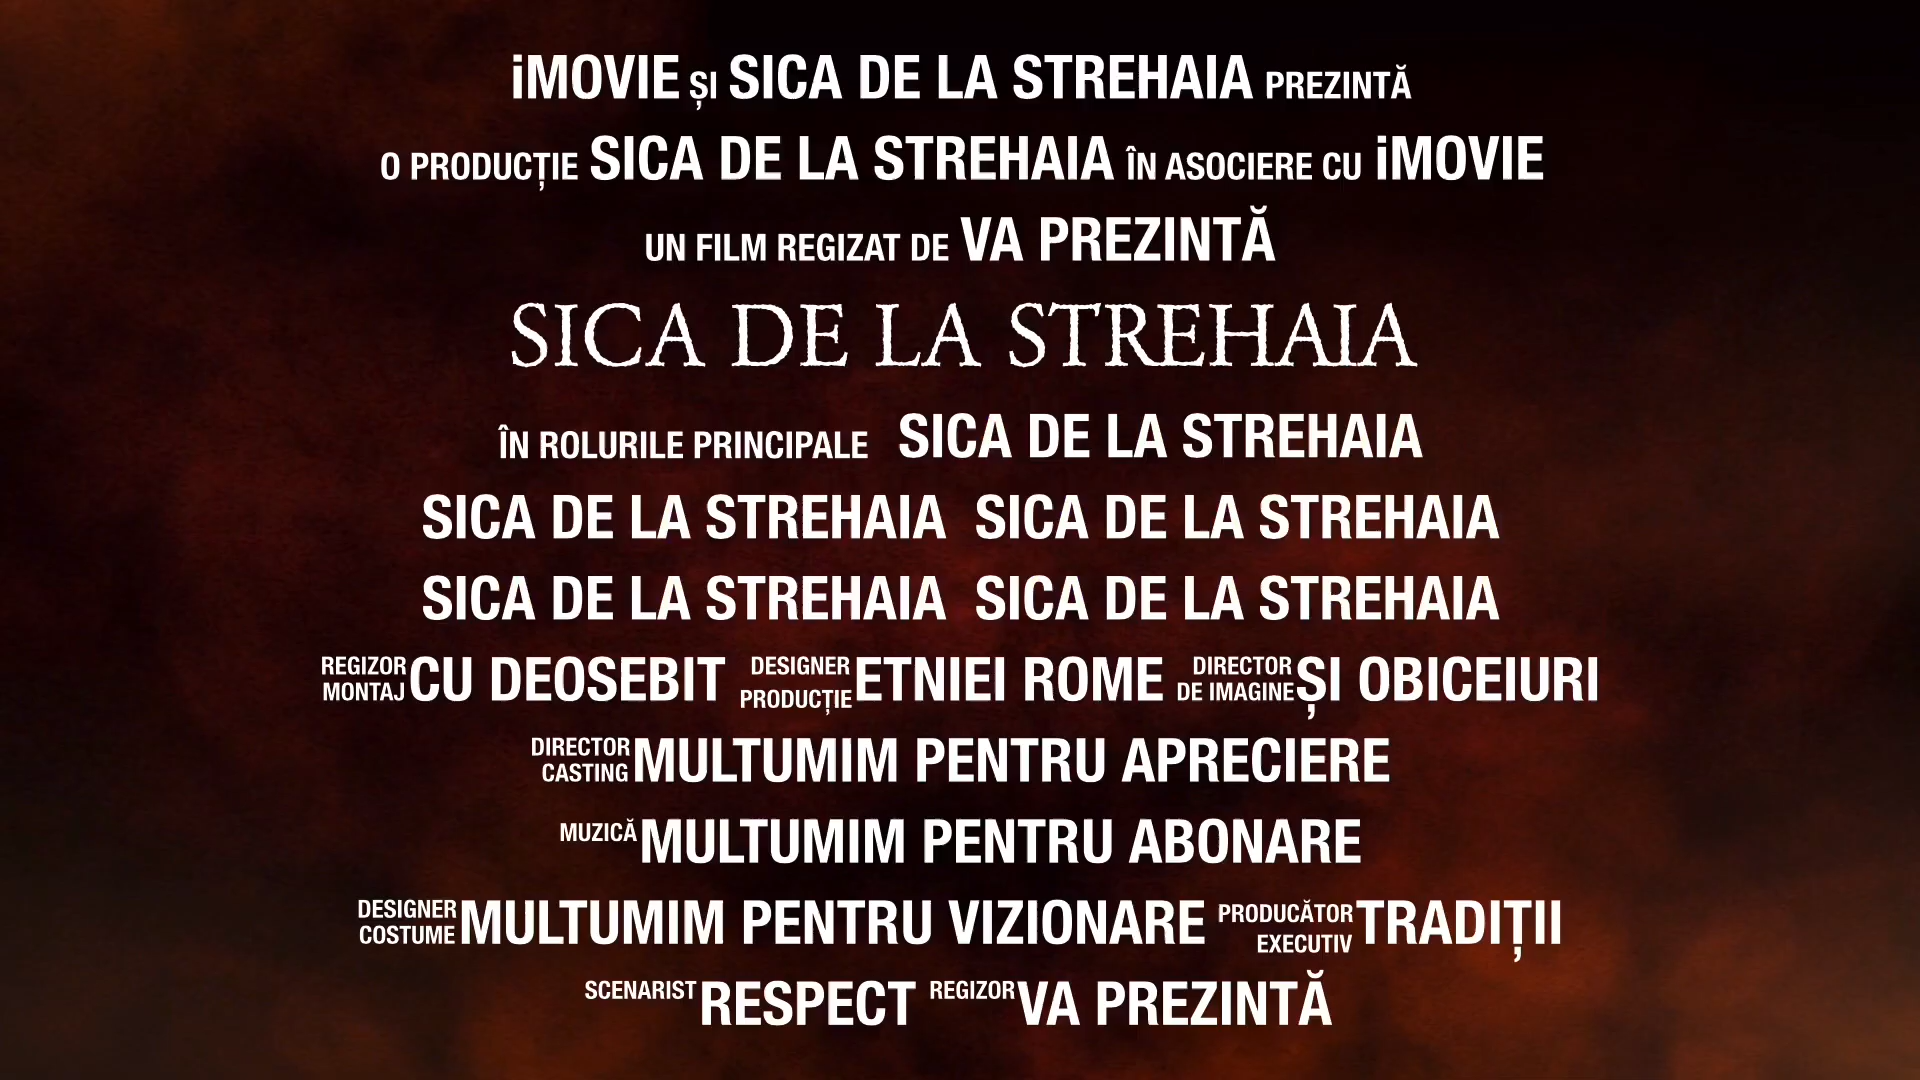 iMOVIE ȘI SICA DE LA STREHAIA PREZINTĂ
O PRODUCȚIE SICA DE LA STREHAIA ÎN ASOCIERE CU iMOVIE
UN FILM REGIZAT DE VA PREZINTĂ
SICA DE LA STREHAIA
ÎN ROLURILE PRINCIPALE SICA DE LA STREHAIA
SICA DE LA STREHAIA SICA DE LA STREHAIA
SICA DE LA STREHAIA SICA DE LA STREHAIA
REGIZOR MONTAJ CU DEOSEBIT DESIGNER PRODUCȚIE ETNIEI ROME DIRECTOR DE IMAGINE ȘI OBICEIURI
DIRECTOR CASTING MULTUMIM PENTRU APRECIERE
MUZICĂ MULTUMIM PENTRU ABONARE
DESIGNER COSTUME MULTUMIM PENTRU VIZIONARE PRODUCĂTOR EXECUTIV TRADIȚII
SCENARIST RESPECT REGIZOR VA PREZINTĂ